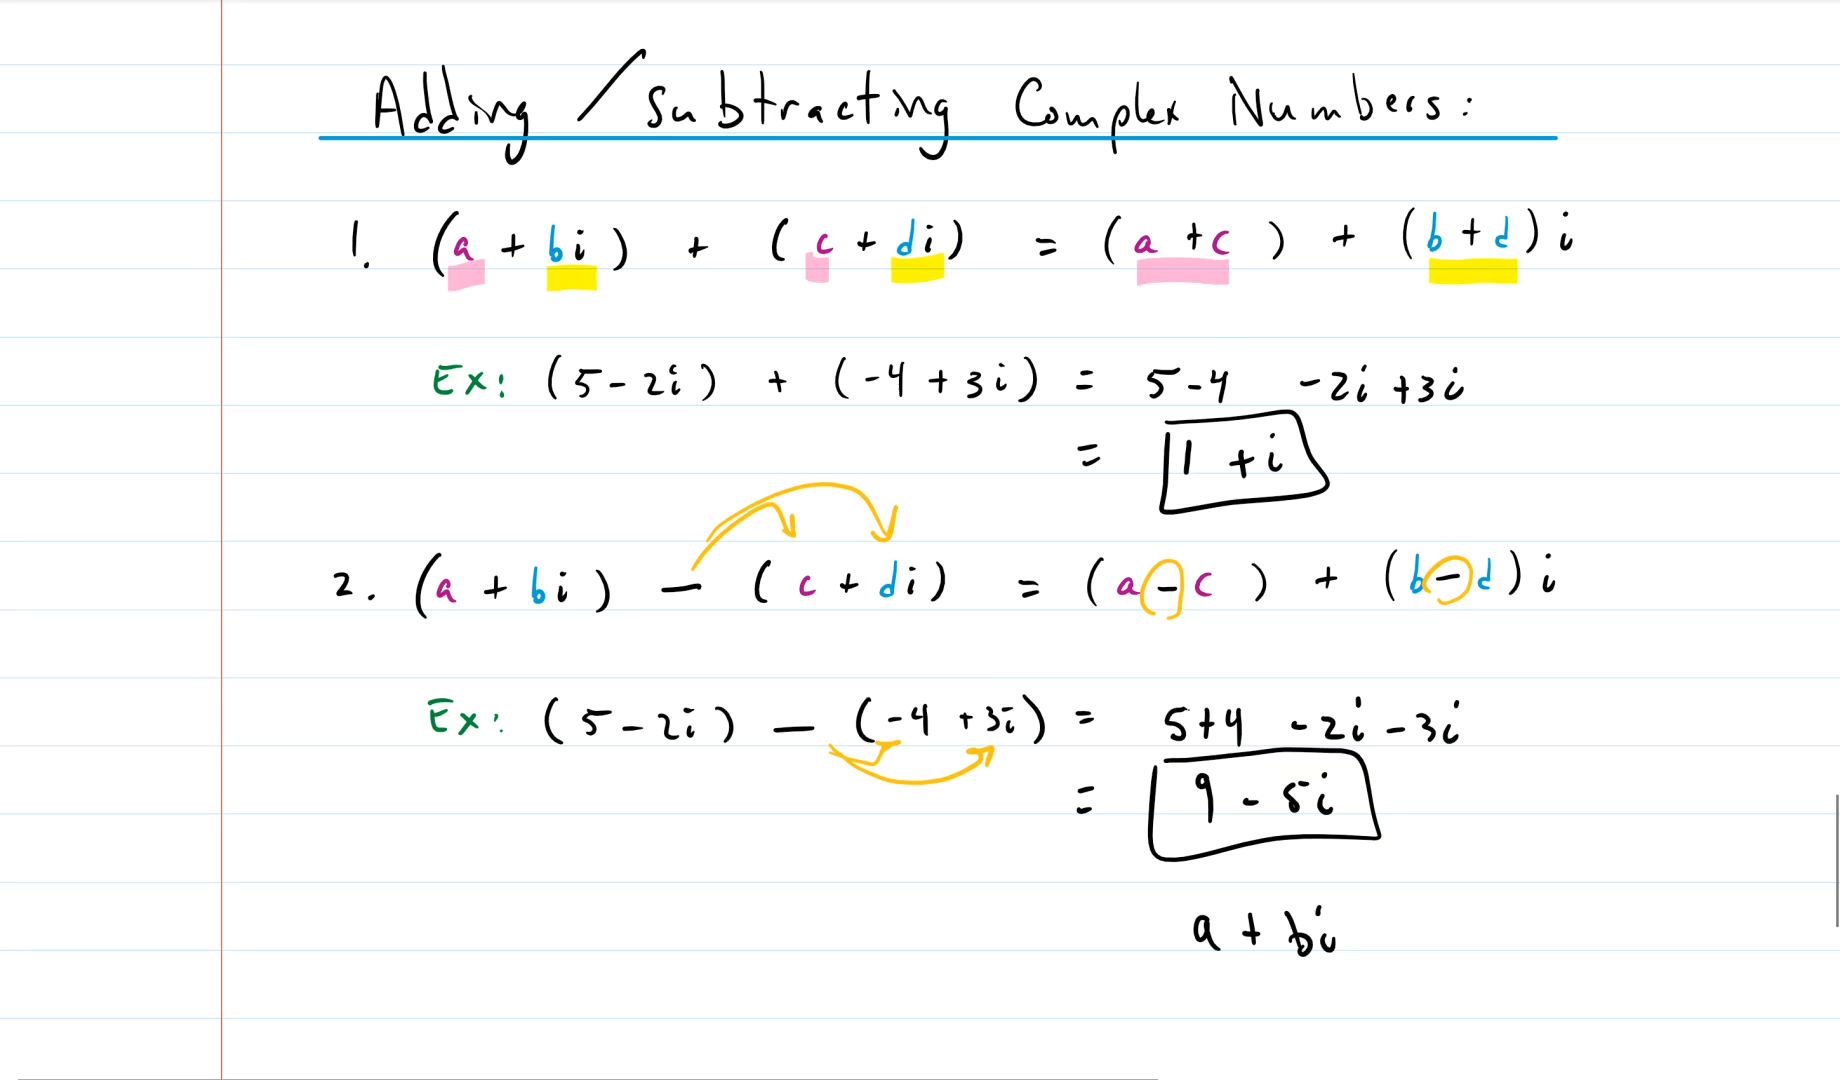 Adding / Subtracting Complex Numbers:
1. (a + bi) + (c + di) = (a + c) + (b + d) i
Ex: (5 - 2i) + (-4 + 3i) = 5 - 4 - 2i + 3i
= 1 + i
2. (a + bi) - (c + di) = (a - c) + (b - d) i
Ex: (5 - 2i) - (-4 + 3i) = 5 + 4 - 2i - 3i
= 9 - 5i
a + bi